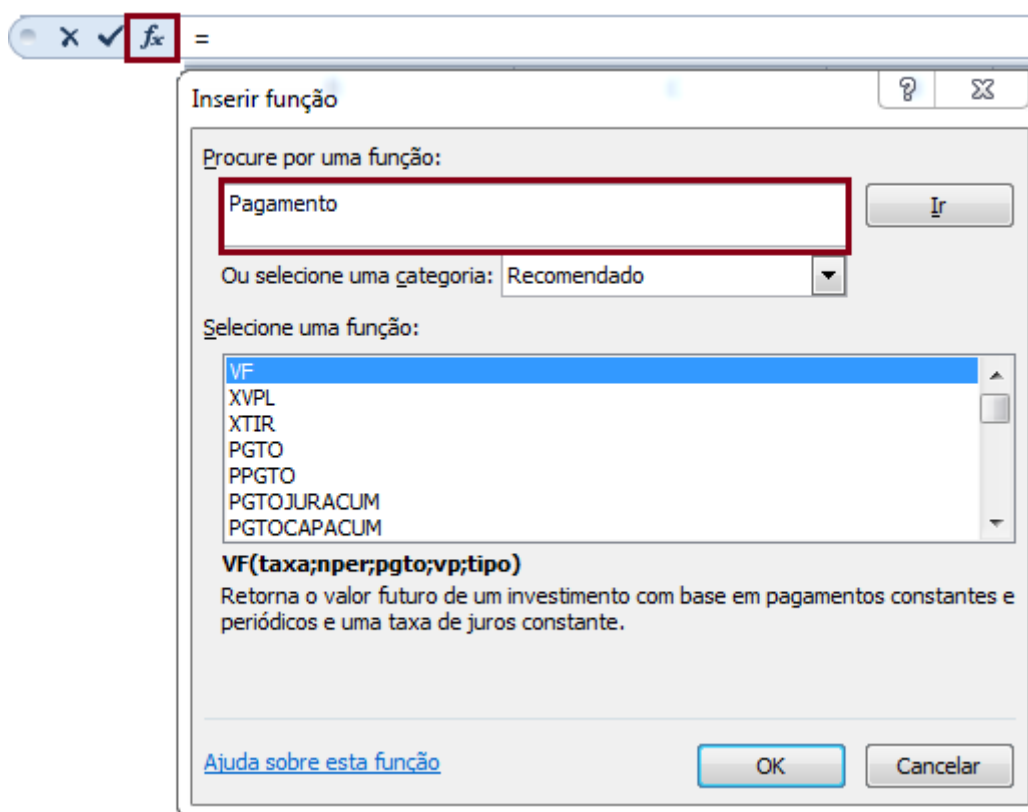 fx =
Inserir função
Procure por uma função:
Pagamento
Ir
Ou selecione uma categoria: Recomendado
Selecione uma função:
VF
XVPL
XTIR
PGTO
PPGTO
PGTOJURACUM
PGTOCAPACUM
VF(taxa;nper;pgto;vp;tipo)
Retorna o valor futuro de um investimento com base em pagamentos constantes e
periódicos e uma taxa de juros constante.
Ajuda sobre esta função
OK
Cancelar